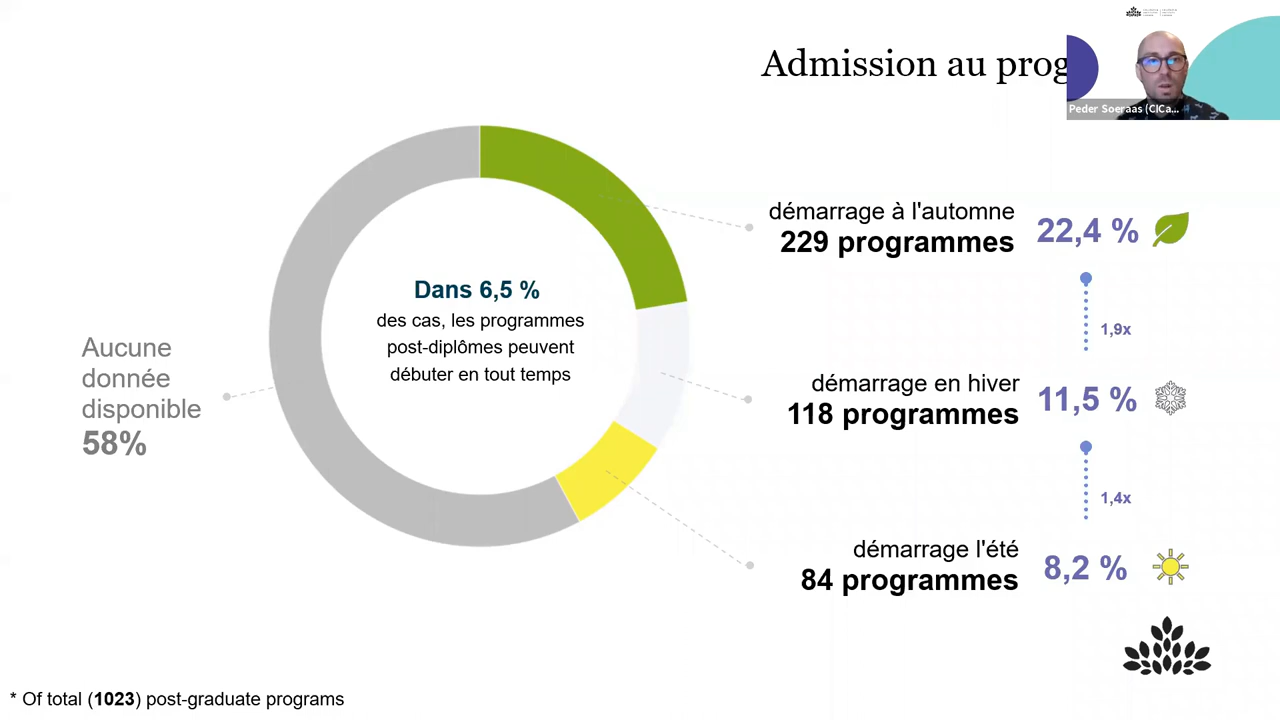 Admission au prog
Peder Soeraas (CICa...
démarrage à l'automne
229 programmes
22,4 %
1,9x
Dans 6,5 %
des cas, les programmes
post-diplômes peuvent
débuter en tout temps
Aucune
donnée
disponible
58%
démarrage en hiver
118 programmes
11,5 %
1,4x
démarrage l'été
84 programmes
8,2 %
* Of total (1023) post-graduate programs